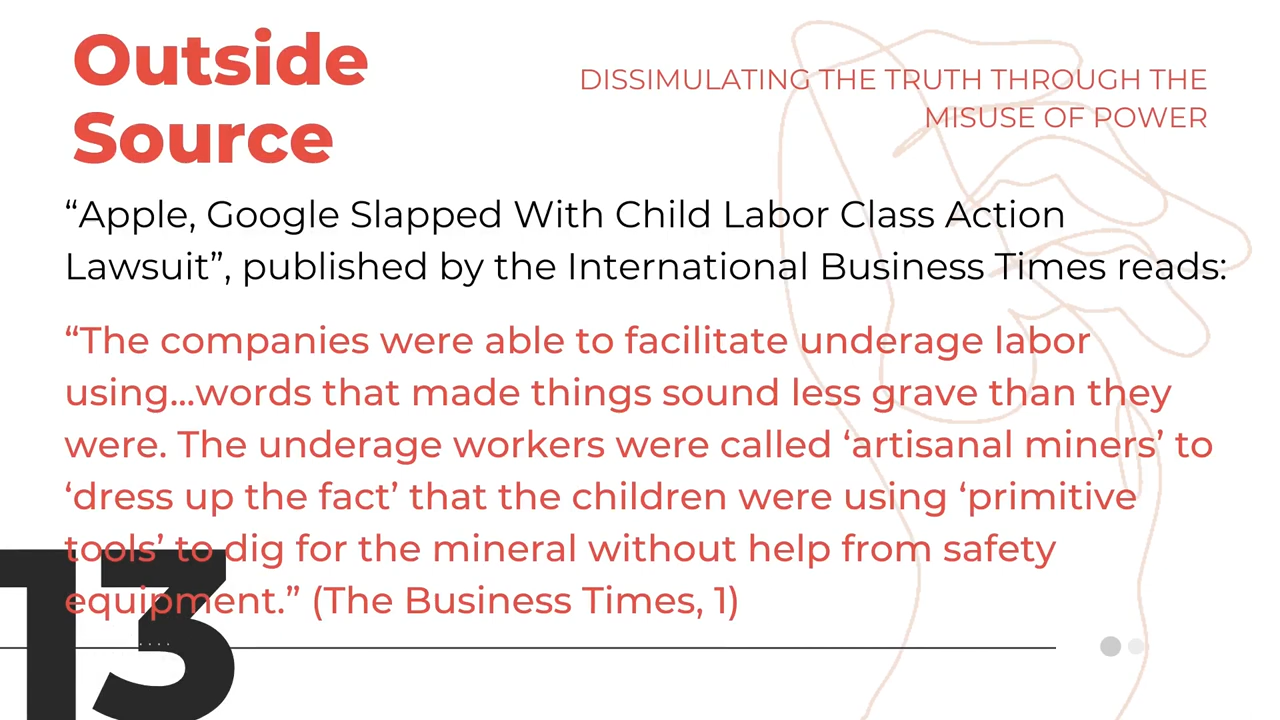 Outside
Source
DISSIMULATING THE TRUTH THROUGH THE
MISUSE OF POWER
“Apple, Google Slapped With Child Labor Class Action
Lawsuit”, published by the International Business Times reads:
“The companies were able to facilitate underage labor
using...words that made things sound less grave than they
were. The underage workers were called ‘artisanal miners’ to
‘dress up the fact’ that the children were using ‘primitive
tools’ to dig for the mineral without help from safety
equipment.” (The Business Times, 1)
13